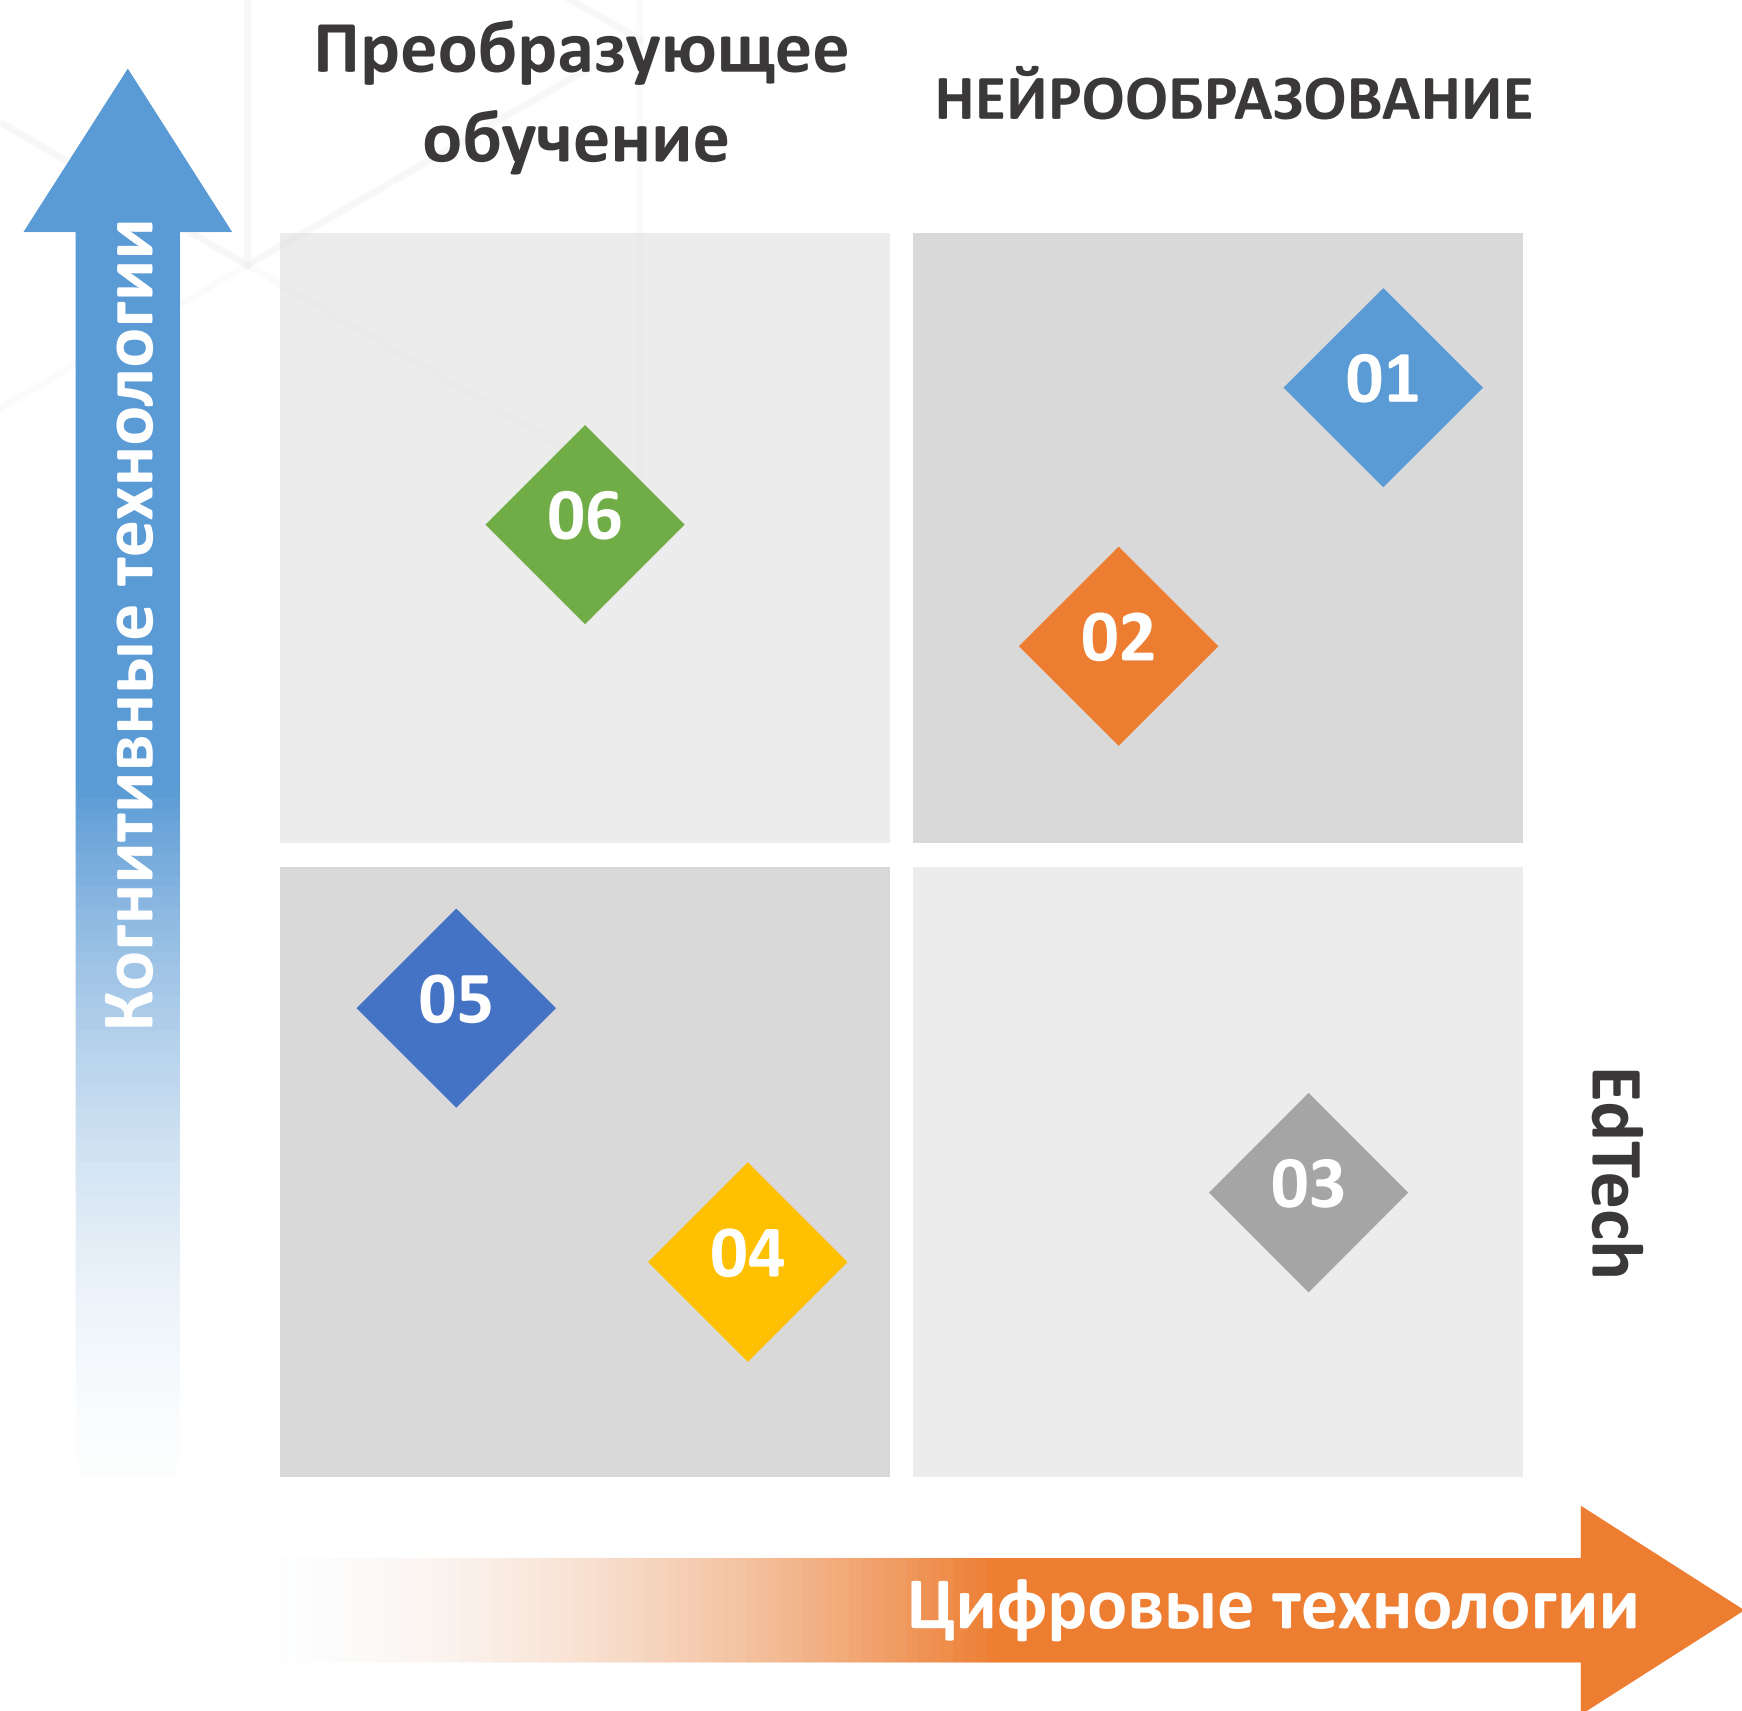 Преобразующее
обучение
НЕЙРООБРАЗОВАНИЕ
Когнитивные технологии
01
06
02
05
03
04
EdTech
Цифровые технологии